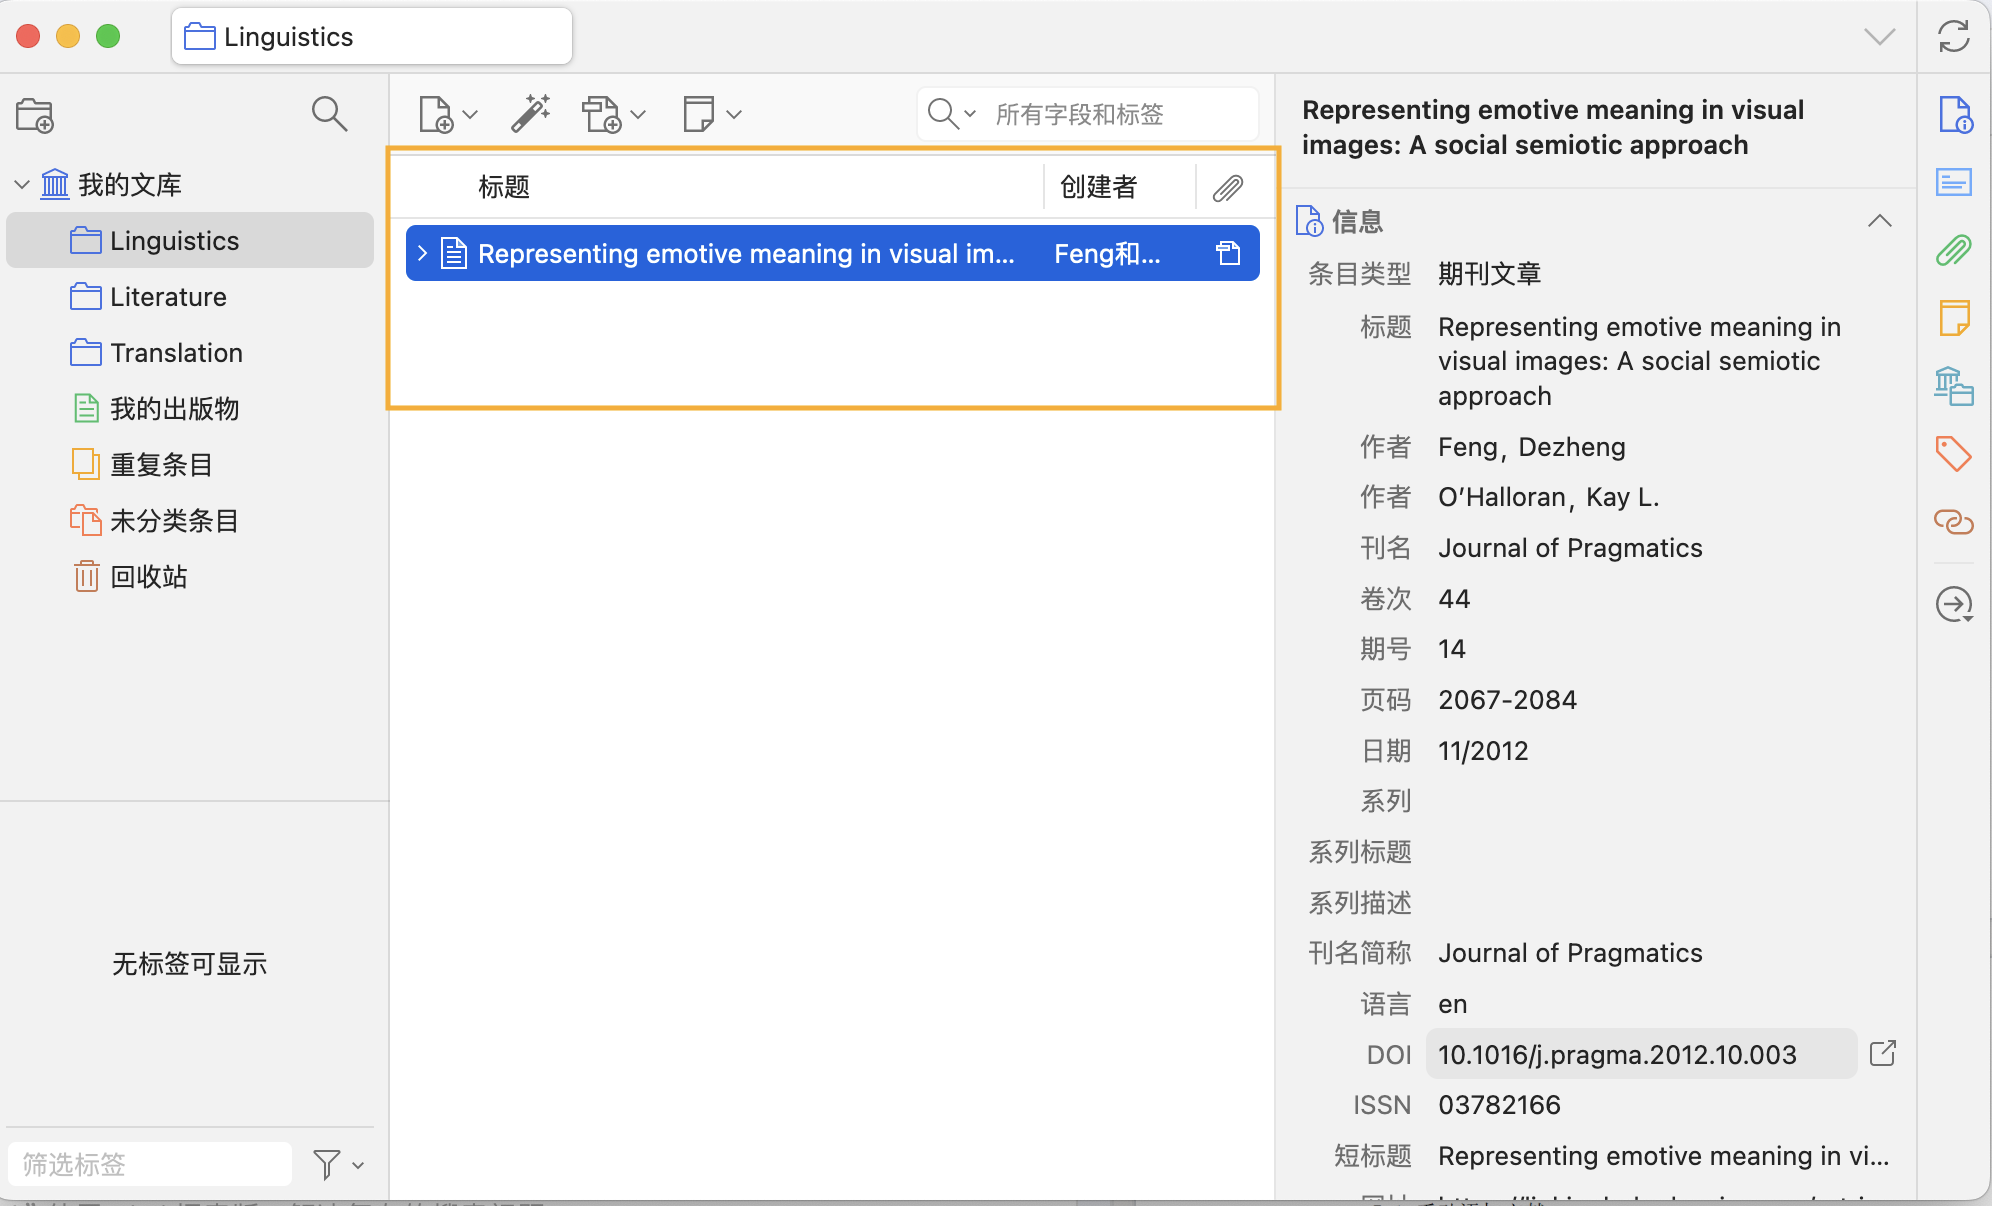 Linguistics
我的文库
Linguistics
Literature
Translation
我的出版物
重复条目
未分类条目
回收站
无标签可显示
筛选标签
所有字段和标签
标题 创建者
Representing emotive meaning in visual im... Feng和...
Representing emotive meaning in visual
images: A social semiotic approach
信息
条目类型 期刊文章
标题 Representing emotive meaning in
visual images: A social semiotic
approach
作者 Feng, Dezheng
作者 O’Halloran, Kay L.
刊名 Journal of Pragmatics
卷次 44
期号 14
页码 2067-2084
日期 11/2012
系列
系列标题
系列描述
刊名简称 Journal of Pragmatics
语言 en
DOI 10.1016/j.pragma.2012.10.003
ISSN 03782166
短标题 Representing emotive meaning in vi...